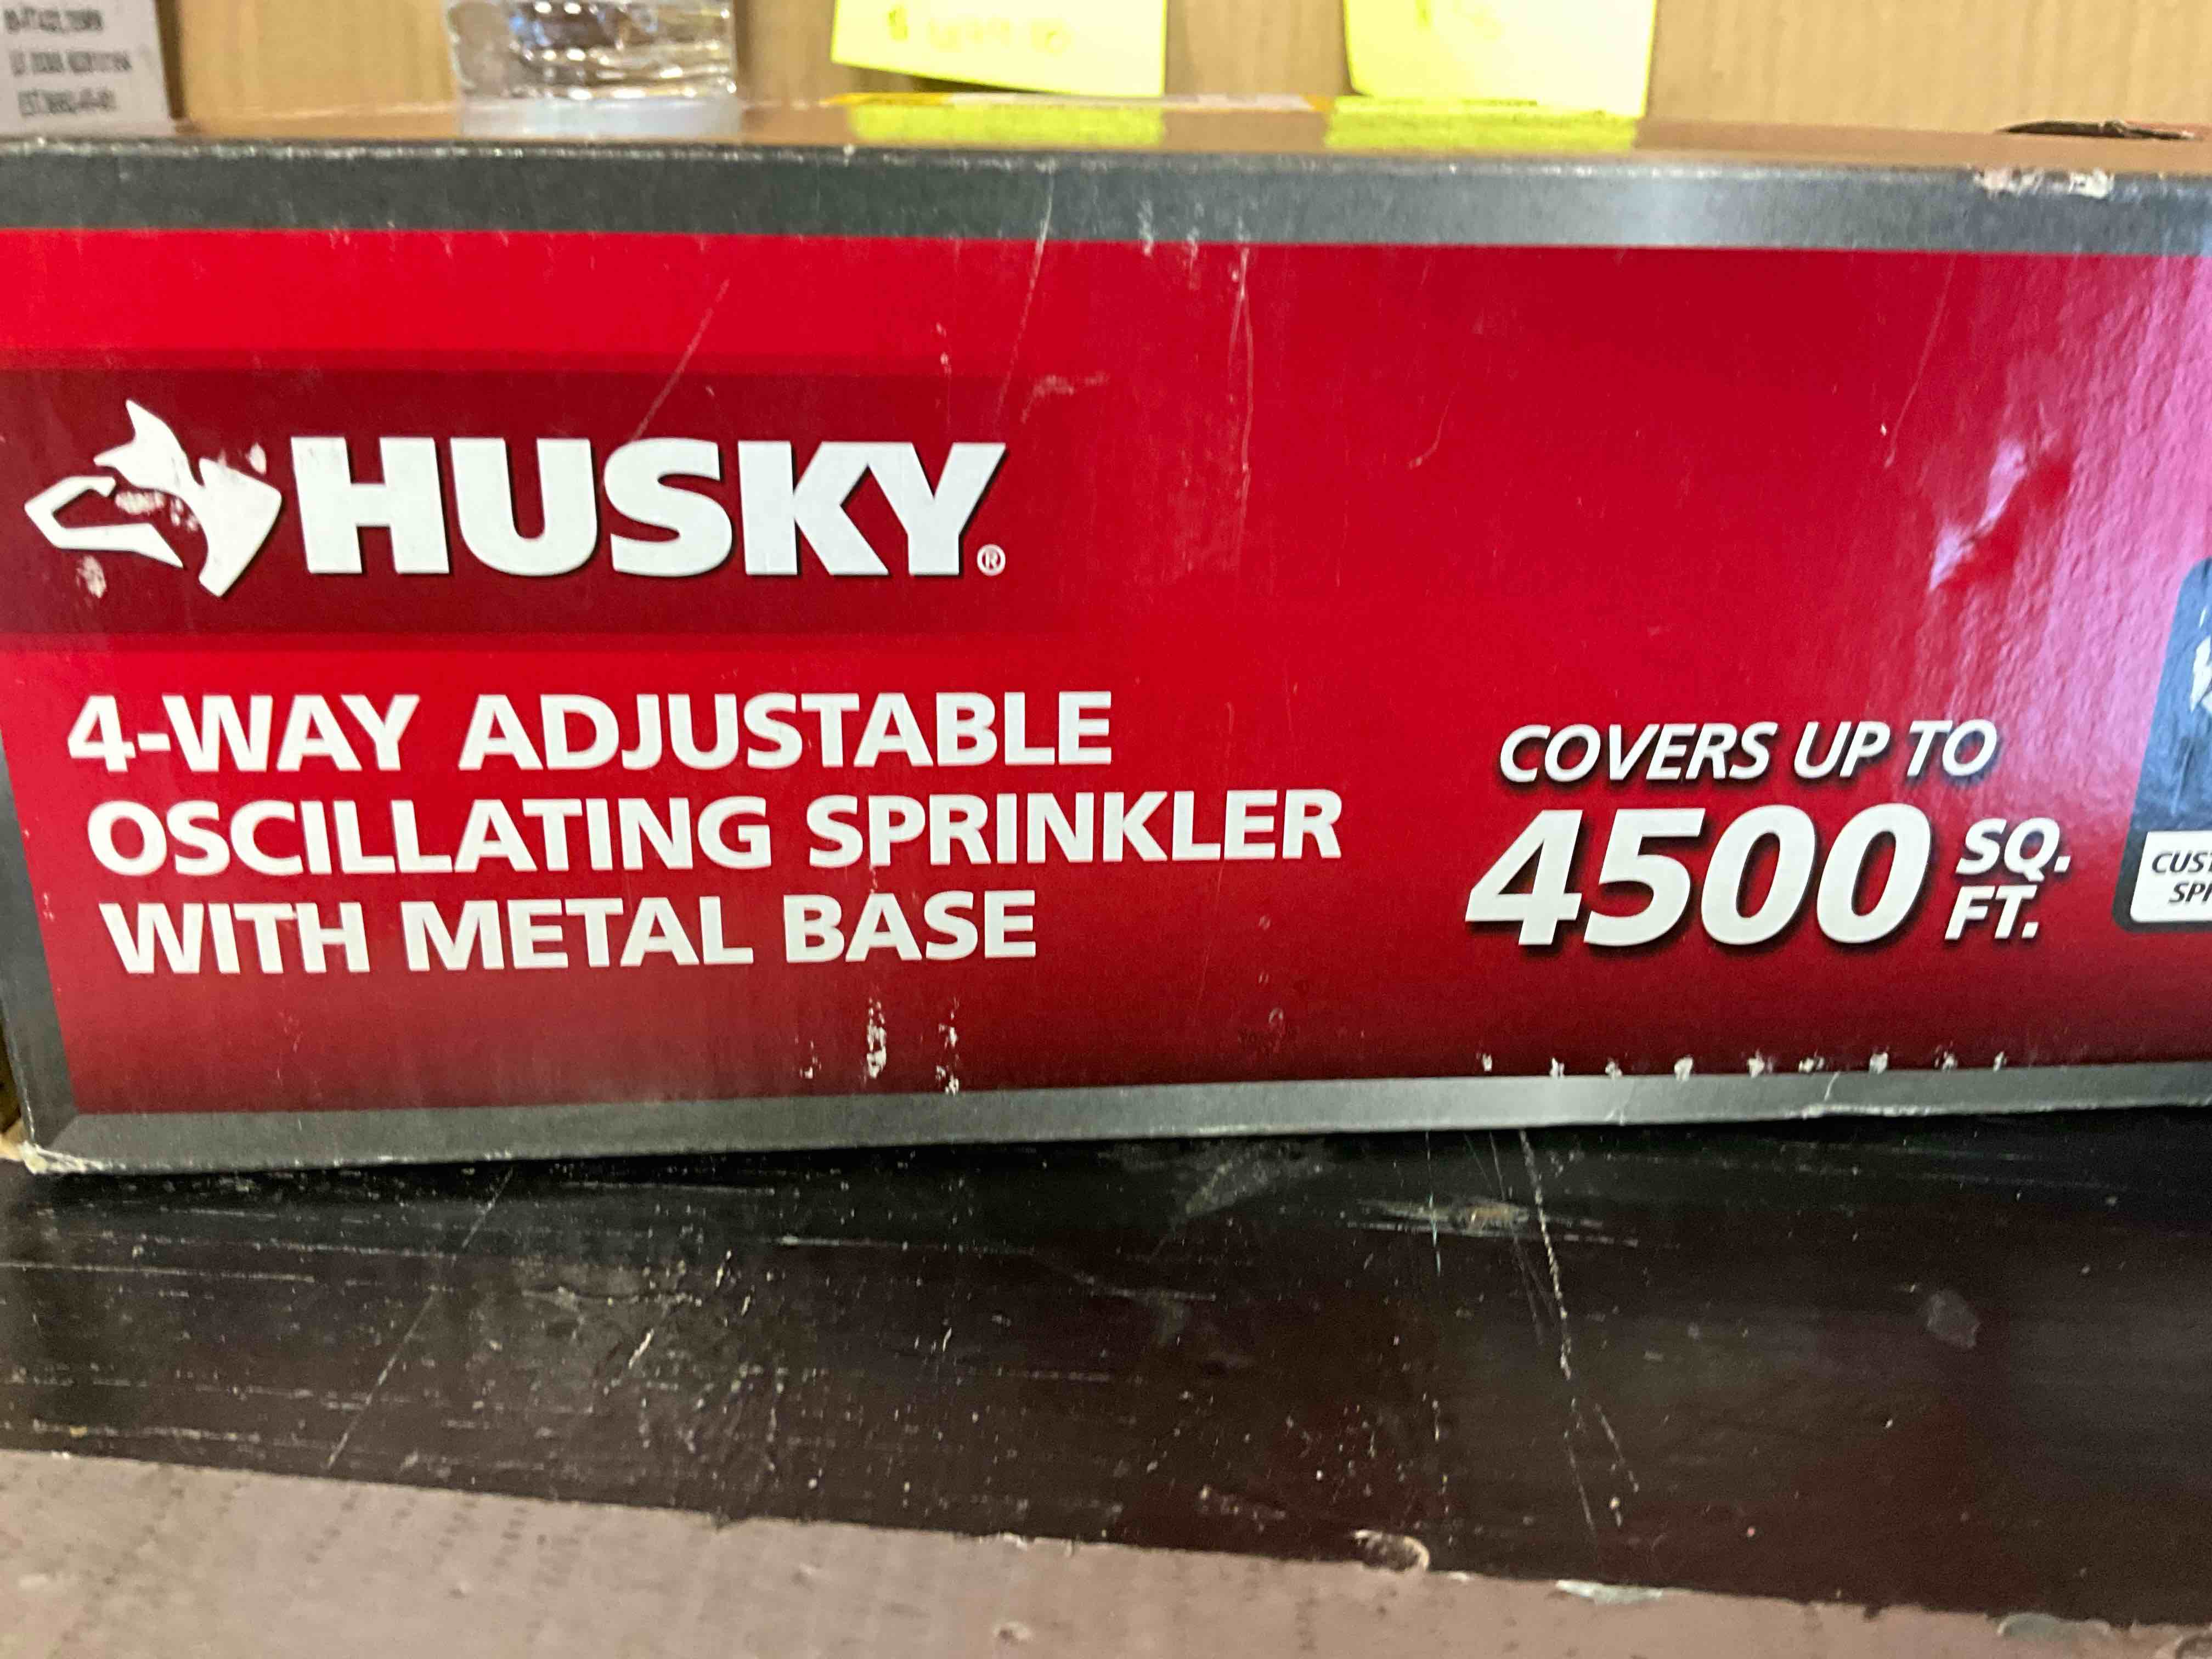 HUSKY®
4-WAY ADJUSTABLE
OSCILLATING SPRINKLER
WITH METAL BASE
COVERS UP TO
4500 SQ. FT.